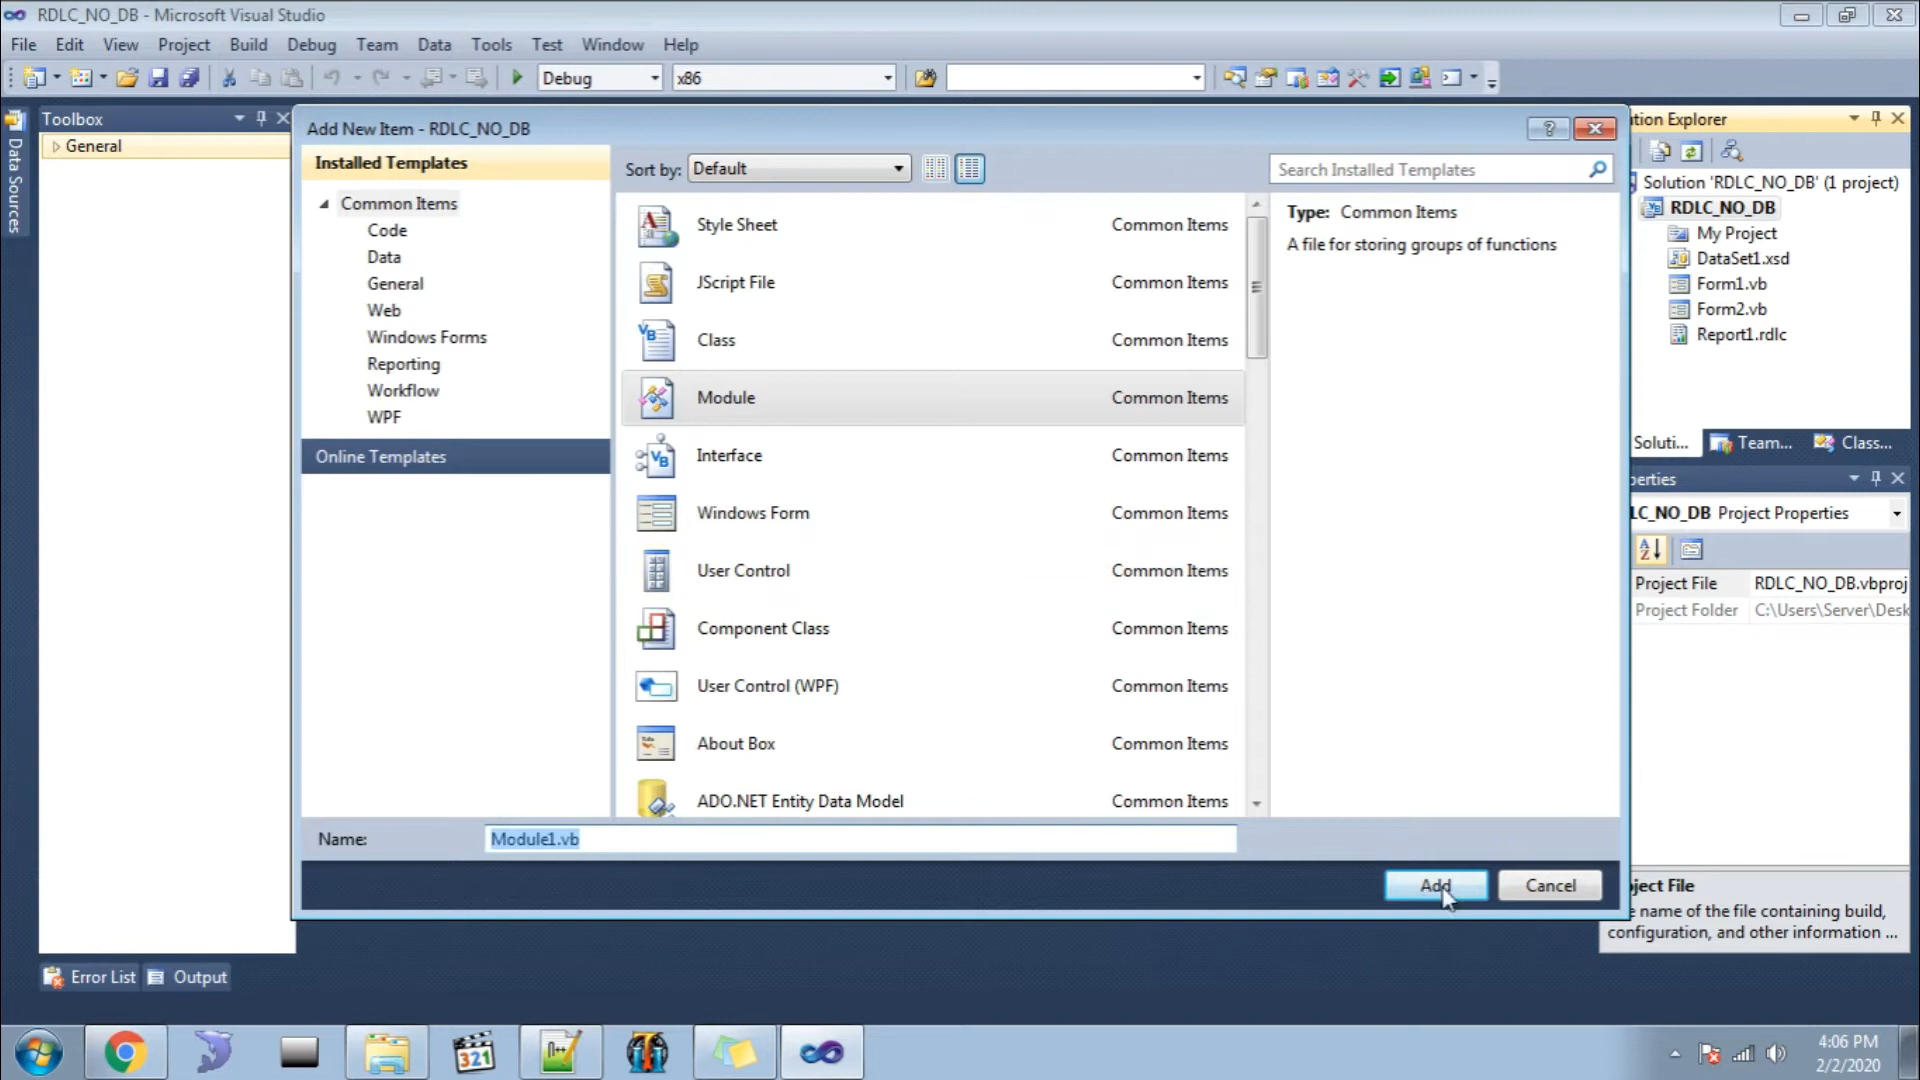 RDLC_NO_DB - Microsoft Visual Studio
File Edit View Project Build Debug Team Data Tools Test Window Help
Debug x86
Toolbox
General
Data Sources
Add New Item - RDLC_NO_DB
Installed Templates
Common Items
Code
Data
General
Web
Windows Forms
Reporting
Workflow
WPF
Online Templates
Sort by: Default
Search Installed Templates
Style Sheet Common Items
JScript File Common Items
Class Common Items
Module Common Items
Interface Common Items
Windows Form Common Items
User Control Common Items
Component Class Common Items
User Control (WPF) Common Items
About Box Common Items
ADO.NET Entity Data Model Common Items
Type: Common Items
A file for storing groups of functions
Name: Module1.vb
Add Cancel
ution Explorer
Solution 'RDLC_NO_DB' (1 project)
RDLC_NO_DB
My Project
DataSet1.xsd
Form1.vb
Form2.vb
Report1.rdlc
Soluti... Team... Class...
perties
LC_NO_DB Project Properties
Project File RDLC_NO_DB.vbproj
Project Folder C:\Users\Server\Desk
ject File
e name of the file containing build,
configuration, and other information ...
Error List Output
321
4:06 PM
2/2/2020